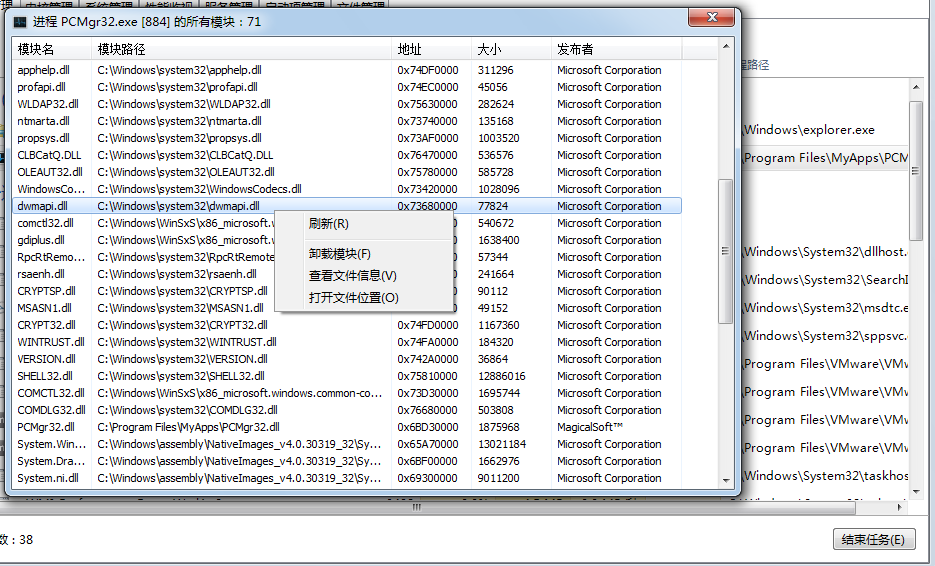 进程 PCMgr32.exe [884] 的所有模块：71
模块名 模块路径 地址 大小 发布者
apphelp.dll C:\Windows\system32\apphelp.dll 0x74DF0000 311296 Microsoft Corporation
profapi.dll C:\Windows\system32\profapi.dll 0x74EC0000 45056 Microsoft Corporation
WLDAP32.dll C:\Windows\system32\WLDAP32.dll 0x75630000 282624 Microsoft Corporation
ntmarta.dll C:\Windows\system32\ntmarta.dll 0x73740000 135168 Microsoft Corporation
propsys.dll C:\Windows\system32\propsys.dll 0x73AF0000 1003520 Microsoft Corporation
CLBCatQ.DLL C:\Windows\system32\CLBCatQ.DLL 0x76470000 536576 Microsoft Corporation
OLEAUT32.dll C:\Windows\system32\OLEAUT32.dll 0x75780000 585728 Microsoft Corporation
WindowsCo... C:\Windows\system32\WindowsCodecs.dll 0x73420000 1028096 Microsoft Corporation
dwmapi.dll C:\Windows\system32\dwmapi.dll 0x73680000 77824 Microsoft Corporation
comctl32.dll C:\Windows\WinSxS\x86_microsoft.w 540672 Microsoft Corporation
gdiplus.dll C:\Windows\WinSxS\x86_microsoft.w 1638400 Microsoft Corporation
RpcRtRemo... C:\Windows\system32\RpcRtRemote 57344 Microsoft Corporation
rsaenh.dll C:\Windows\system32\rsaenh.dll 241664 Microsoft Corporation
CRYPTSP.dll C:\Windows\system32\CRYPTSP.dll 90112 Microsoft Corporation
MSASN1.dll C:\Windows\system32\MSASN1.dll 49152 Microsoft Corporation
CRYPT32.dll C:\Windows\system32\CRYPT32.dll 0x74FD0000 1167360 Microsoft Corporation
WINTRUST.dll C:\Windows\system32\WINTRUST.dll 0x74FA0000 184320 Microsoft Corporation
VERSION.dll C:\Windows\system32\VERSION.dll 0x742A0000 36864 Microsoft Corporation
SHELL32.dll C:\Windows\system32\SHELL32.dll 0x75810000 12886016 Microsoft Corporation
COMCTL32.dll C:\Windows\WinSxS\x86_microsoft.windows.common-co... 0x73D30000 1695744 Microsoft Corporation
COMDLG32.dll C:\Windows\system32\COMDLG32.dll 0x76680000 503808 Microsoft Corporation
PCMgr32.dll C:\Program Files\MyApps\PCMgr32.dll 0x6BD30000 1875968 MagicalSoft™
System.Win... C:\Windows\assembly\NativeImages_v4.0.30319_32\Sy... 0x65A70000 13021184 Microsoft Corporation
System.Dra... C:\Windows\assembly\NativeImages_v4.0.30319_32\Sy... 0x6BF00000 1662976 Microsoft Corporation
System.ni.dll C:\Windows\assembly\NativeImages_v4.0.30319_32\Sy... 0x69300000 9011200 Microsoft Corporation
刷新(R)
卸载模块(F)
查看文件信息(V)
打开文件位置(O)
程路径
\Windows\explorer.exe
\Program Files\MyApps\PCM
\Windows\System32\dllhost.
\Windows\System32\SearchI
\Windows\System32\msdtc.e
\Windows\System32\sppsvc.
\Program Files\VMware\VMw
\Program Files\VMware\VMw
\Program Files\VMware\VMw
\Program Files\VMware\VMw
\Windows\System32\taskhos
数：38
结束任务(E)